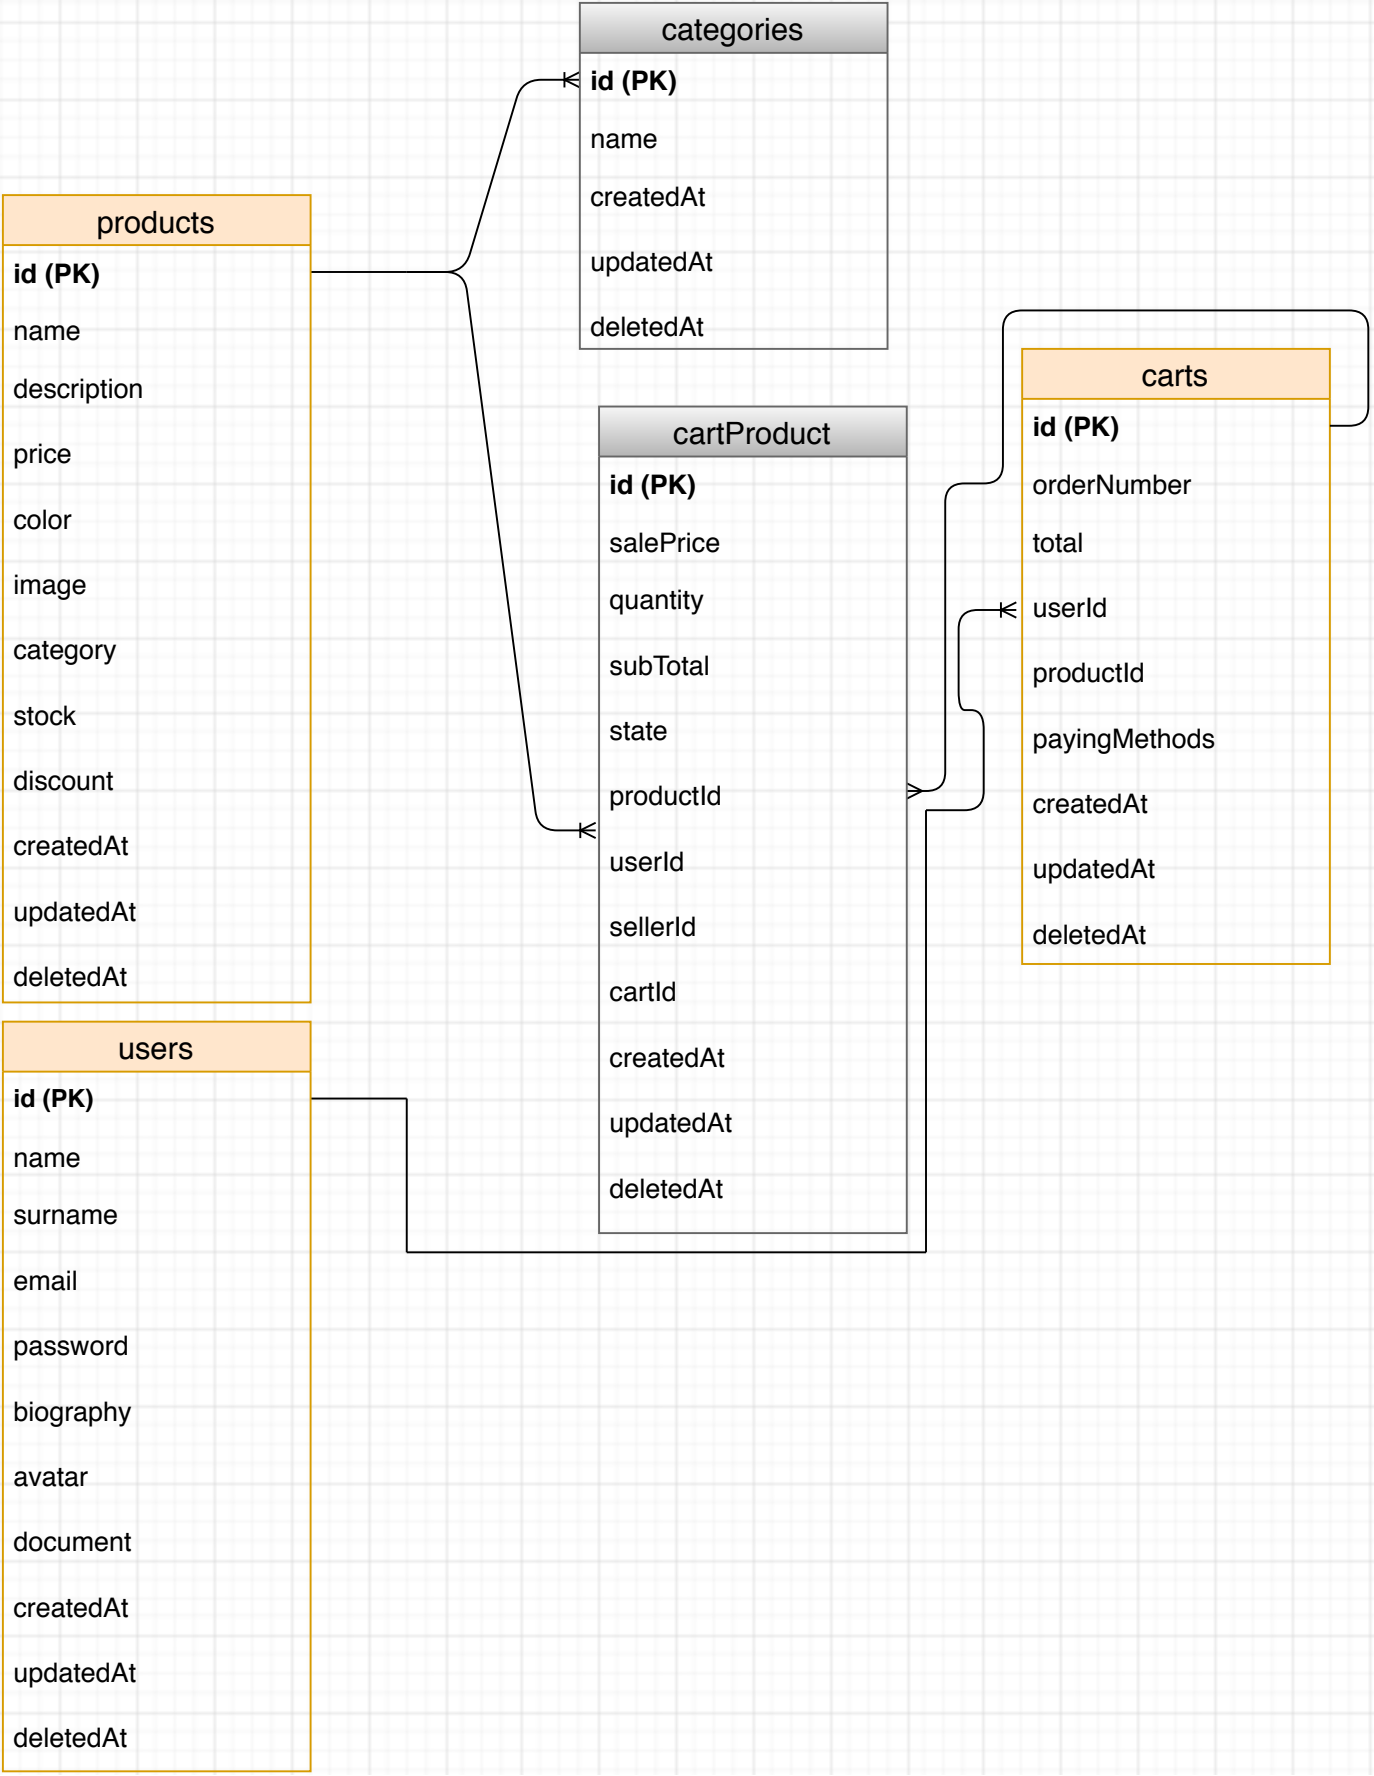 categories
id (PK)
name
createdAt
updatedAt
deletedAt
products
id (PK)
name
description
price
color
image
category
stock
discount
createdAt
updatedAt
deletedAt
cartProduct
id (PK)
salePrice
quantity
subTotal
state
productId
userId
sellerId
cartId
createdAt
updatedAt
deletedAt
carts
id (PK)
orderNumber
total
userId
productId
payingMethods
createdAt
updatedAt
deletedAt
users
id (PK)
name
surname
email
password
biography
avatar
document
createdAt
updatedAt
deletedAt